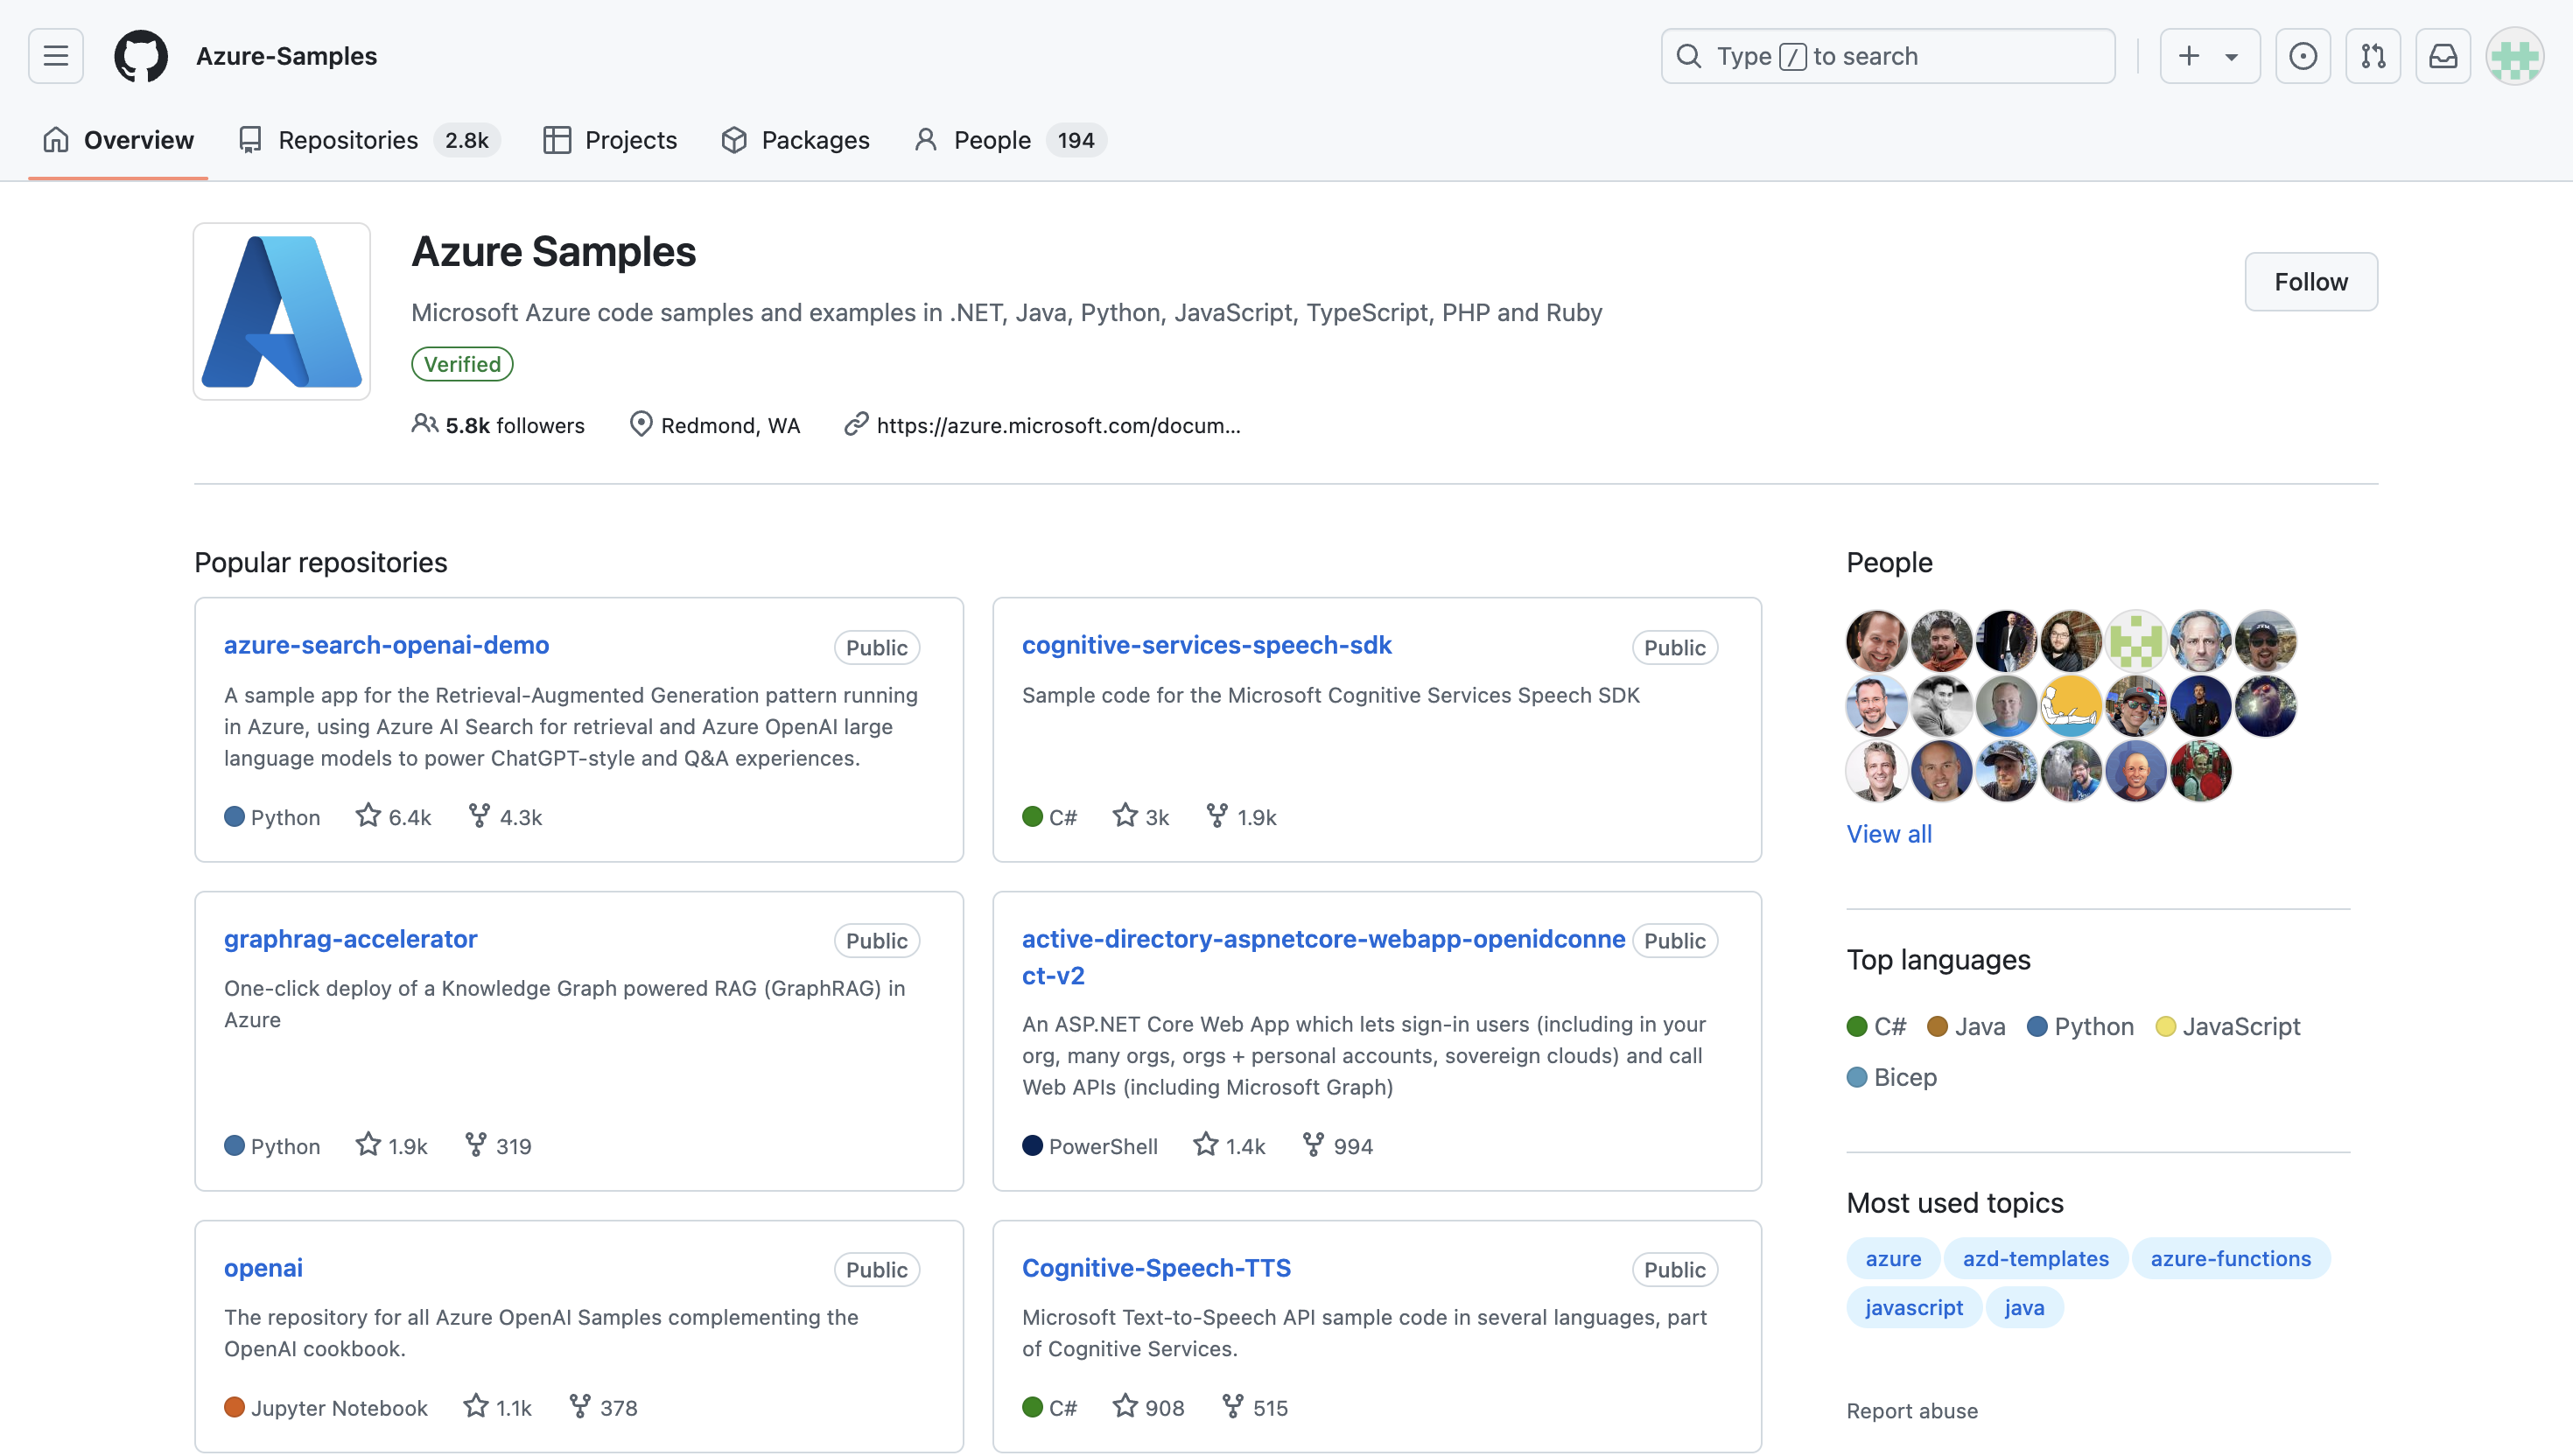 Azure-Samples
Type / to search
Overview
Repositories 2.8k
Projects
Packages
People 194
Azure Samples
Microsoft Azure code samples and examples in .NET, Java, Python, JavaScript, TypeScript, PHP and Ruby
Verified
5.8k followers
Redmond, WA
https://azure.microsoft.com/docum...
Follow
Popular repositories
azure-search-openai-demo
Public
A sample app for the Retrieval-Augmented Generation pattern running
in Azure, using Azure AI Search for retrieval and Azure OpenAI large
language models to power ChatGPT-style and Q&A experiences.
Python 6.4k 4.3k
cognitive-services-speech-sdk
Public
Sample code for the Microsoft Cognitive Services Speech SDK
C# 3k 1.9k
graphrag-accelerator
Public
One-click deploy of a Knowledge Graph powered RAG (GraphRAG) in
Azure
Python 1.9k 319
active-directory-aspnetcore-webapp-openidconne
ct-v2
Public
An ASP.NET Core Web App which lets sign-in users (including in your
org, many orgs, orgs + personal accounts, sovereign clouds) and call
Web APIs (including Microsoft Graph)
PowerShell 1.4k 994
openai
Public
The repository for all Azure OpenAI Samples complementing the
OpenAI cookbook.
Jupyter Notebook 1.1k 378
Cognitive-Speech-TTS
Public
Microsoft Text-to-Speech API sample code in several languages, part
of Cognitive Services.
C# 908 515
People
View all
Top languages
C# Java Python JavaScript
Bicep
Most used topics
azure azd-templates azure-functions
javascript java
Report abuse